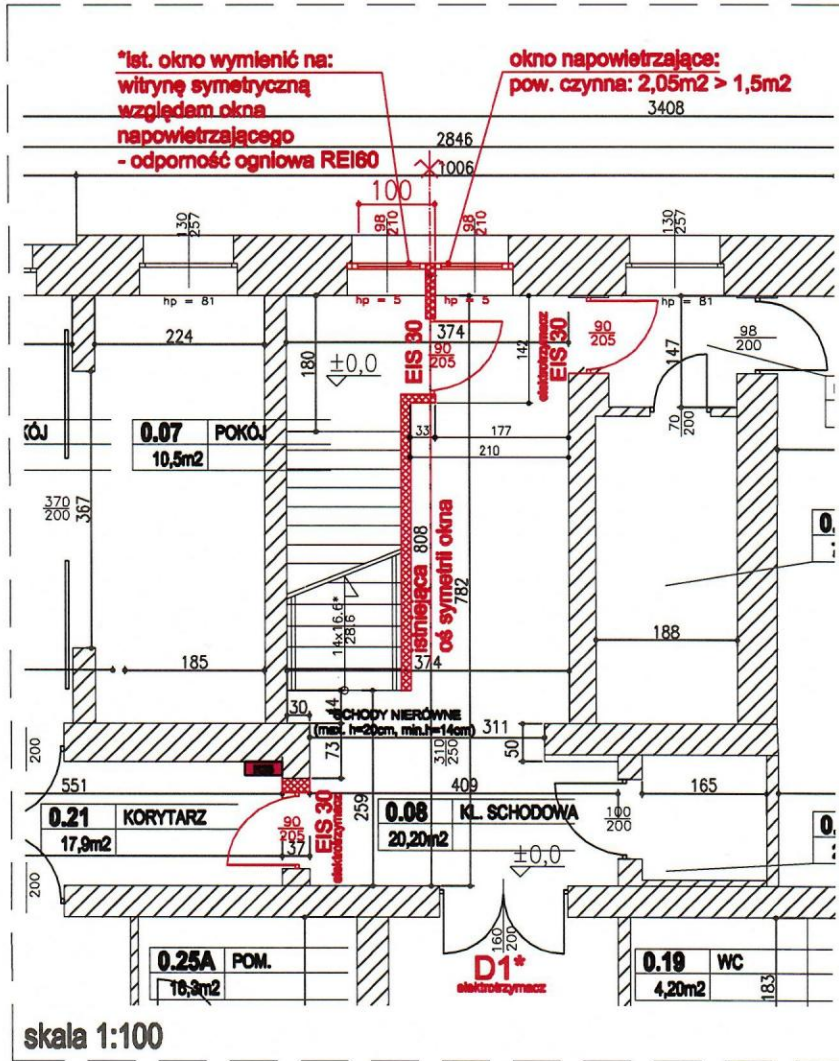 *ist. okno wymienić na:
witrynę symetryczną
względem okna
napowietrzającego
- odporność ogniowa REI60
okno napowietrzające:
pow. czynna: 2,05m2 > 1,5m2
3408
2846
1006
100
98
210
98
210
130
257
130
257
hp = 81
hp = 5
hp = 5
hp = 81
224
374
180
±0,0
EIS 30
90
205
142
elektrotrzymacz
EIS 30
90
205
147
98
200
70
200
KÓJ
0.07 POKÓJ
10,5m2
33
177
210
370
200
367
istniejąca
oś symetrii okna
808
782
0.
14x16.6*
28.6
185
374
188
30
44
SCHODY NIERÓWNE
(max. h=20cm, min.h=14cm)
311
73
310
250
50
200
551
259
409
165
0.21 KORYTARZ
17,9m2
90
205
EIS 30
elektrotrzymacz
37
0.08 KL. SCHODOWA
20,20m2
±0,0
100
200
0.
200
160
200
0.25A POM.
16,3m2
D1*
elektrotrzymacz
0.19 WC
4,20m2
183
skala 1:100